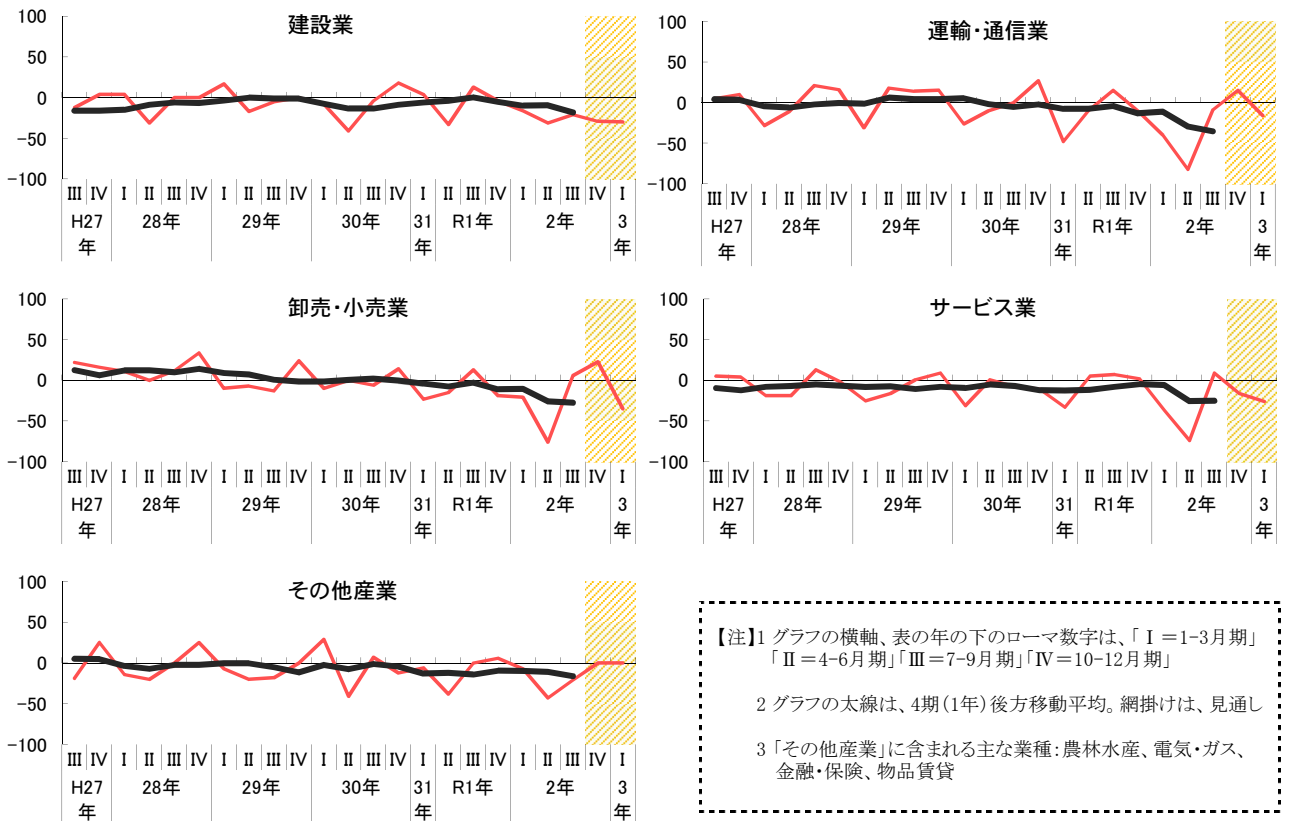 建設業
100
50
0
-50
-100
Ⅲ Ⅳ Ⅰ Ⅱ Ⅲ Ⅳ Ⅰ Ⅱ Ⅲ Ⅳ Ⅰ Ⅱ Ⅲ Ⅳ Ⅰ Ⅱ Ⅲ Ⅳ Ⅰ Ⅱ Ⅲ Ⅳ Ⅰ
H27年 28年 29年 30年 31年 R1年 2年 3年
運輸・通信業
100
50
0
-50
-100
Ⅲ Ⅳ Ⅰ Ⅱ Ⅲ Ⅳ Ⅰ Ⅱ Ⅲ Ⅳ Ⅰ Ⅱ Ⅲ Ⅳ Ⅰ Ⅱ Ⅲ Ⅳ Ⅰ Ⅱ Ⅲ Ⅳ Ⅰ
H27年 28年 29年 30年 31年 R1年 2年 3年
卸売・小売業
100
50
0
-50
-100
Ⅲ Ⅳ Ⅰ Ⅱ Ⅲ Ⅳ Ⅰ Ⅱ Ⅲ Ⅳ Ⅰ Ⅱ Ⅲ Ⅳ Ⅰ Ⅱ Ⅲ Ⅳ Ⅰ Ⅱ Ⅲ Ⅳ Ⅰ
H27年 28年 29年 30年 31年 R1年 2年 3年
サービス業
100
50
0
-50
-100
Ⅲ Ⅳ Ⅰ Ⅱ Ⅲ Ⅳ Ⅰ Ⅱ Ⅲ Ⅳ Ⅰ Ⅱ Ⅲ Ⅳ Ⅰ Ⅱ Ⅲ Ⅳ Ⅰ Ⅱ Ⅲ Ⅳ Ⅰ
H27年 28年 29年 30年 31年 R1年 2年 3年
その他産業
100
50
0
-50
-100
Ⅲ Ⅳ Ⅰ Ⅱ Ⅲ Ⅳ Ⅰ Ⅱ Ⅲ Ⅳ Ⅰ Ⅱ Ⅲ Ⅳ Ⅰ Ⅱ Ⅲ Ⅳ Ⅰ Ⅱ Ⅲ Ⅳ Ⅰ
H27年 28年 29年 30年 31年 R1年 2年 3年
【注】1 グラフの横軸、表の年の下のローマ数字は、「Ⅰ=1-3月期」
「Ⅱ=4-6月期」「Ⅲ=7-9月期」「Ⅳ=10-12月期」
2 グラフの太線は、4期(1年)後方移動平均。網掛けは、見通し
3 「その他産業」に含まれる主な業種:農林水産、電気・ガス、
金融・保険、物品賃貸